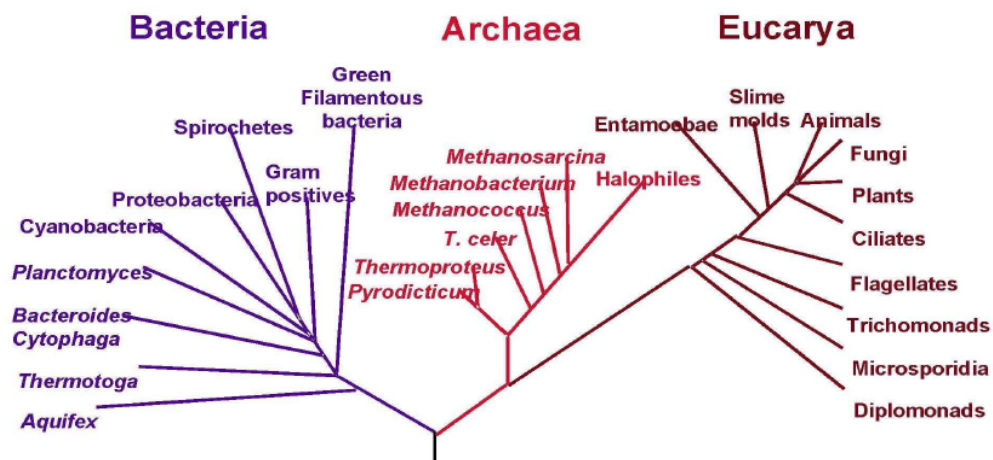 Bacteria
Archaea
Eucarya
Green
Filamentous
bacteria
Spirochetes
Gram
positives
Proteobacteria
Cyanobacteria
Planctomyces
Bacteroides
Cytophaga
Thermotoga
Aquifex
Methanosarcina
Methanobacterium
Halophiles
Methanococcus
T. celer
Thermoproteus
Pyrodicticum
Entamoebae
Slime
molds
Animals
Fungi
Plants
Ciliates
Flagellates
Trichomonads
Microsporidia
Diplomonads